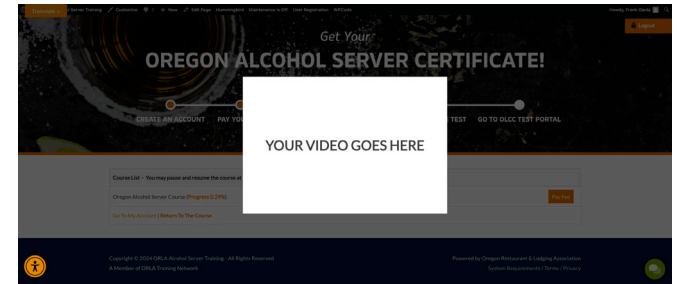 Translate »
Server Training Customize 0 New Edit Page Hummingbird Maintenance is Off User Registration WPCode
Howdy,
Logout
Get Your
OREGON ALCOHOL SERVER CERTIFICATE!
CREATE AN ACCOUNT PAY YOU TEST GO TO OLCC TEST PORTAL
YOUR VIDEO GOES HERE
Course List - You may pause and resume the course at
Oregon Alcohol Server Course (Progress 0.29%)
Pay Fee
Go To My Account | Return To The Course
Copyright © 2024 ORLA Alcohol Server Training - All Rights Reserved
Powered by Oregon Restaurant & Lodging Association
A Member of ORLA Training Network
System Requirements / Terms / Privacy